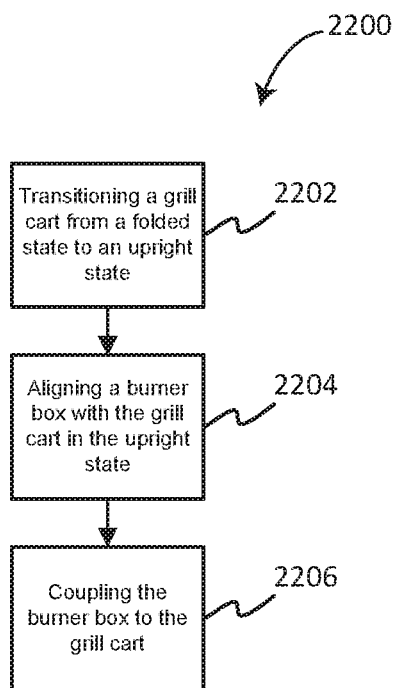 2200
Transitioning a grill
cart from a folded
state to an upright
state
2202
Aligning a burner
box with the grill
cart in the upright
state
2204
Coupling the
burner box to the
grill cart
2206